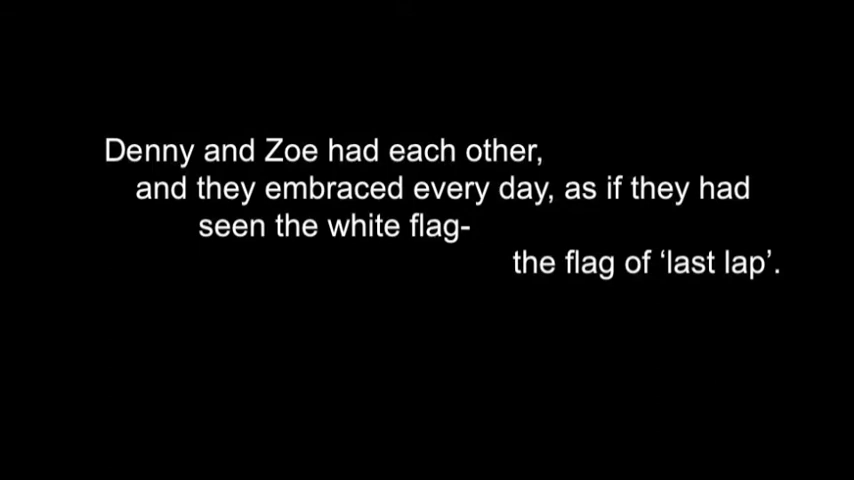 Denny and Zoe had each other,
and they embraced every day, as if they had
seen the white flag-
the flag of ‘last lap’.